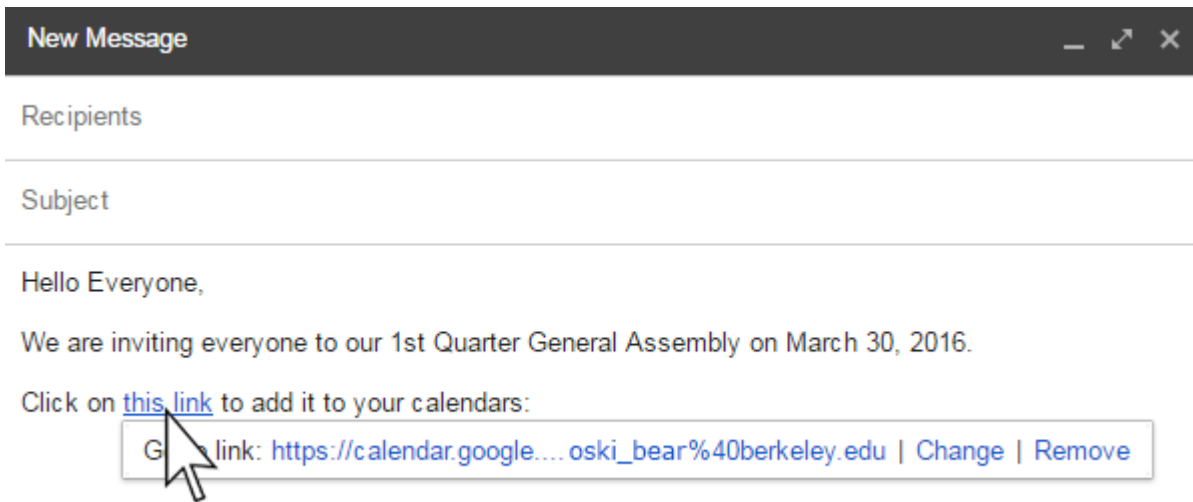 New Message
Recipients
Subject
Hello Everyone,
We are inviting everyone to our 1st Quarter General Assembly on March 30, 2016.
Click on this link to add it to your calendars:
link: https://calendar.google.... oski_bear%40berkeley.edu | Change | Remove